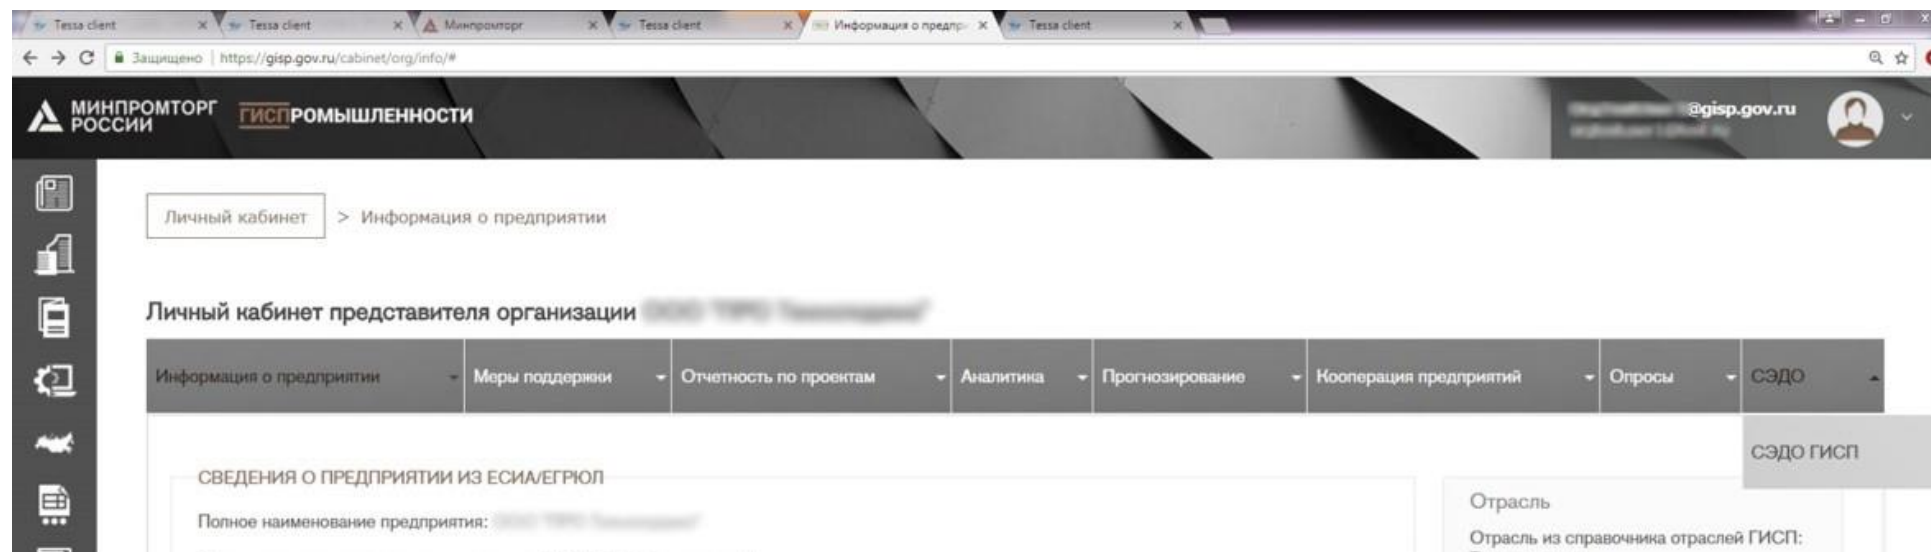 Tessa client Tessa client Минпромторг Tessa client Информация о предпр Tessa client
Защищено | https://gisp.gov.ru/cabinet/org/info/#
МИНПРОМТОРГ
РОССИИ
ГИСПРОМЫШЛЕННОСТИ
@gisp.gov.ru
Личный кабинет > Информация о предприятии
Личный кабинет представителя организации
Информация о предприятии Меры поддержки Отчетность по проектам Аналитика Прогнозирование Кооперация предприятий Опросы СЭДО
СЭДО ГИСП
СВЕДЕНИЯ О ПРЕДПРИЯТИИ ИЗ ЕСИА/ЕГРЮЛ
Полное наименование предприятия:
Отрасль
Отрасль из справочника отраслей ГИСП: